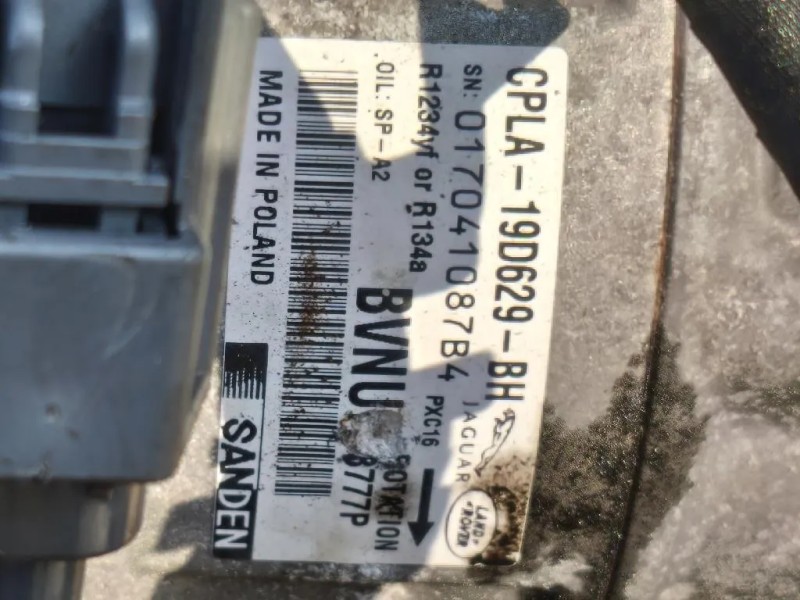 CPLA-19D629-BH
SN: 017041087B4 JAGUAR
R1234yf or R134a PXC16
LAND ROVER
OIL: SP-A2 BVNU
8777P
MADE IN POLAND SANDEN